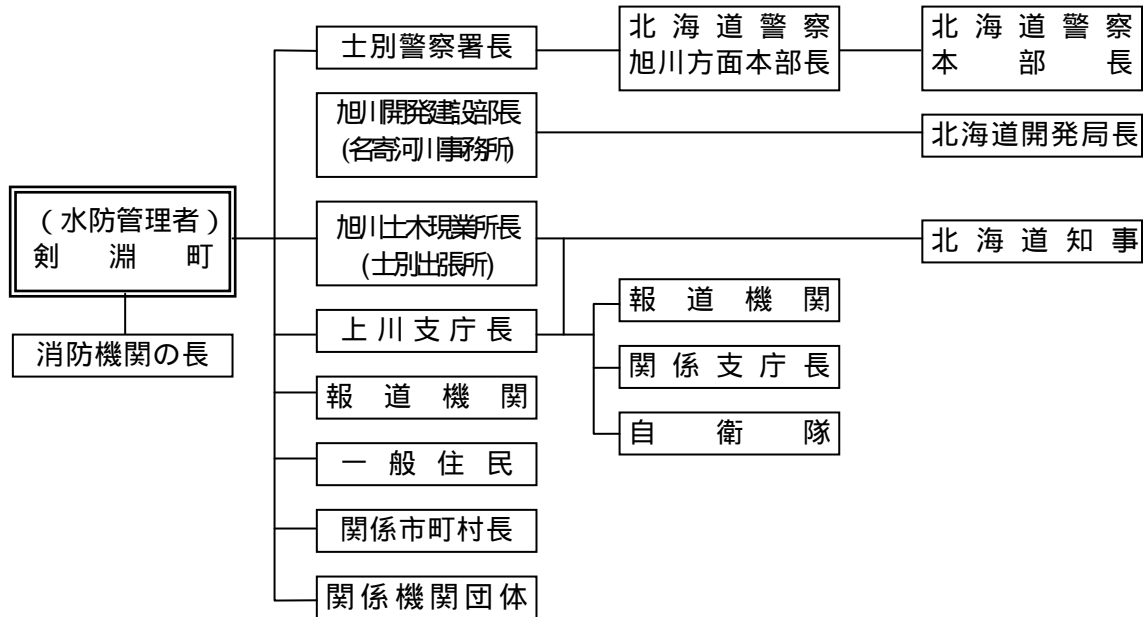 士別警察署長
北海道警察
旭川方面本部長
北海道警察
本部長
旭川開発建設部長
(名寄河川事務所)
北海道開発局長
(水防管理者)
剣淵町
消防機関の長
旭川土木現業所長
(士別出張所)
北海道知事
上川支庁長
報道機関
関係支庁長
自衛隊
報道機関
一般住民
関係市町村長
関係機関団体